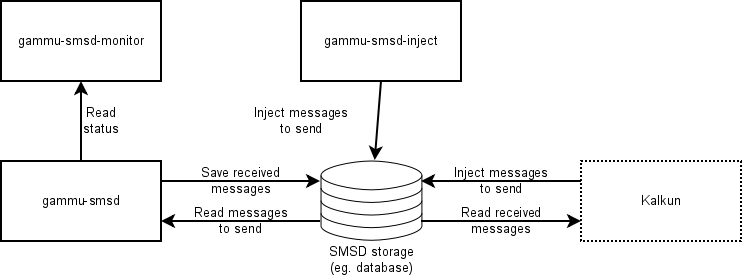 gammu-smsd-monitor
gammu-smsd-inject
Read
status
Inject messages
to send
gammu-smsd
Save received
messages
Read messages
to send
Inject messages
to send
Read received
messages
Kalkun
SMSD storage
(eg. database)